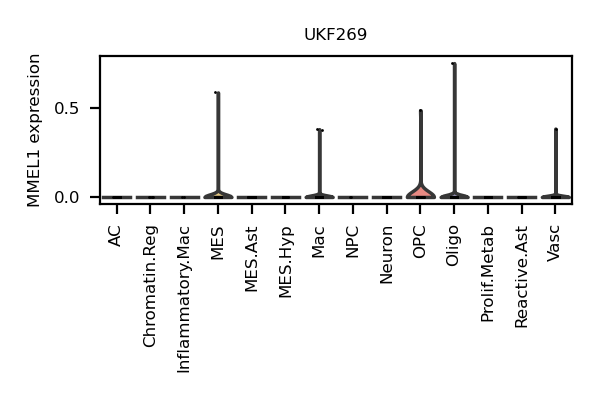 UKF269
MMEL1 expression
0.5
0.0
AC
Chromatin.Reg
Inflammatory.Mac
MES
MES.Ast
MES.Hyp
Mac
NPC
Neuron
OPC
Oligo
Prolif.Metab
Reactive.Ast
Vasc